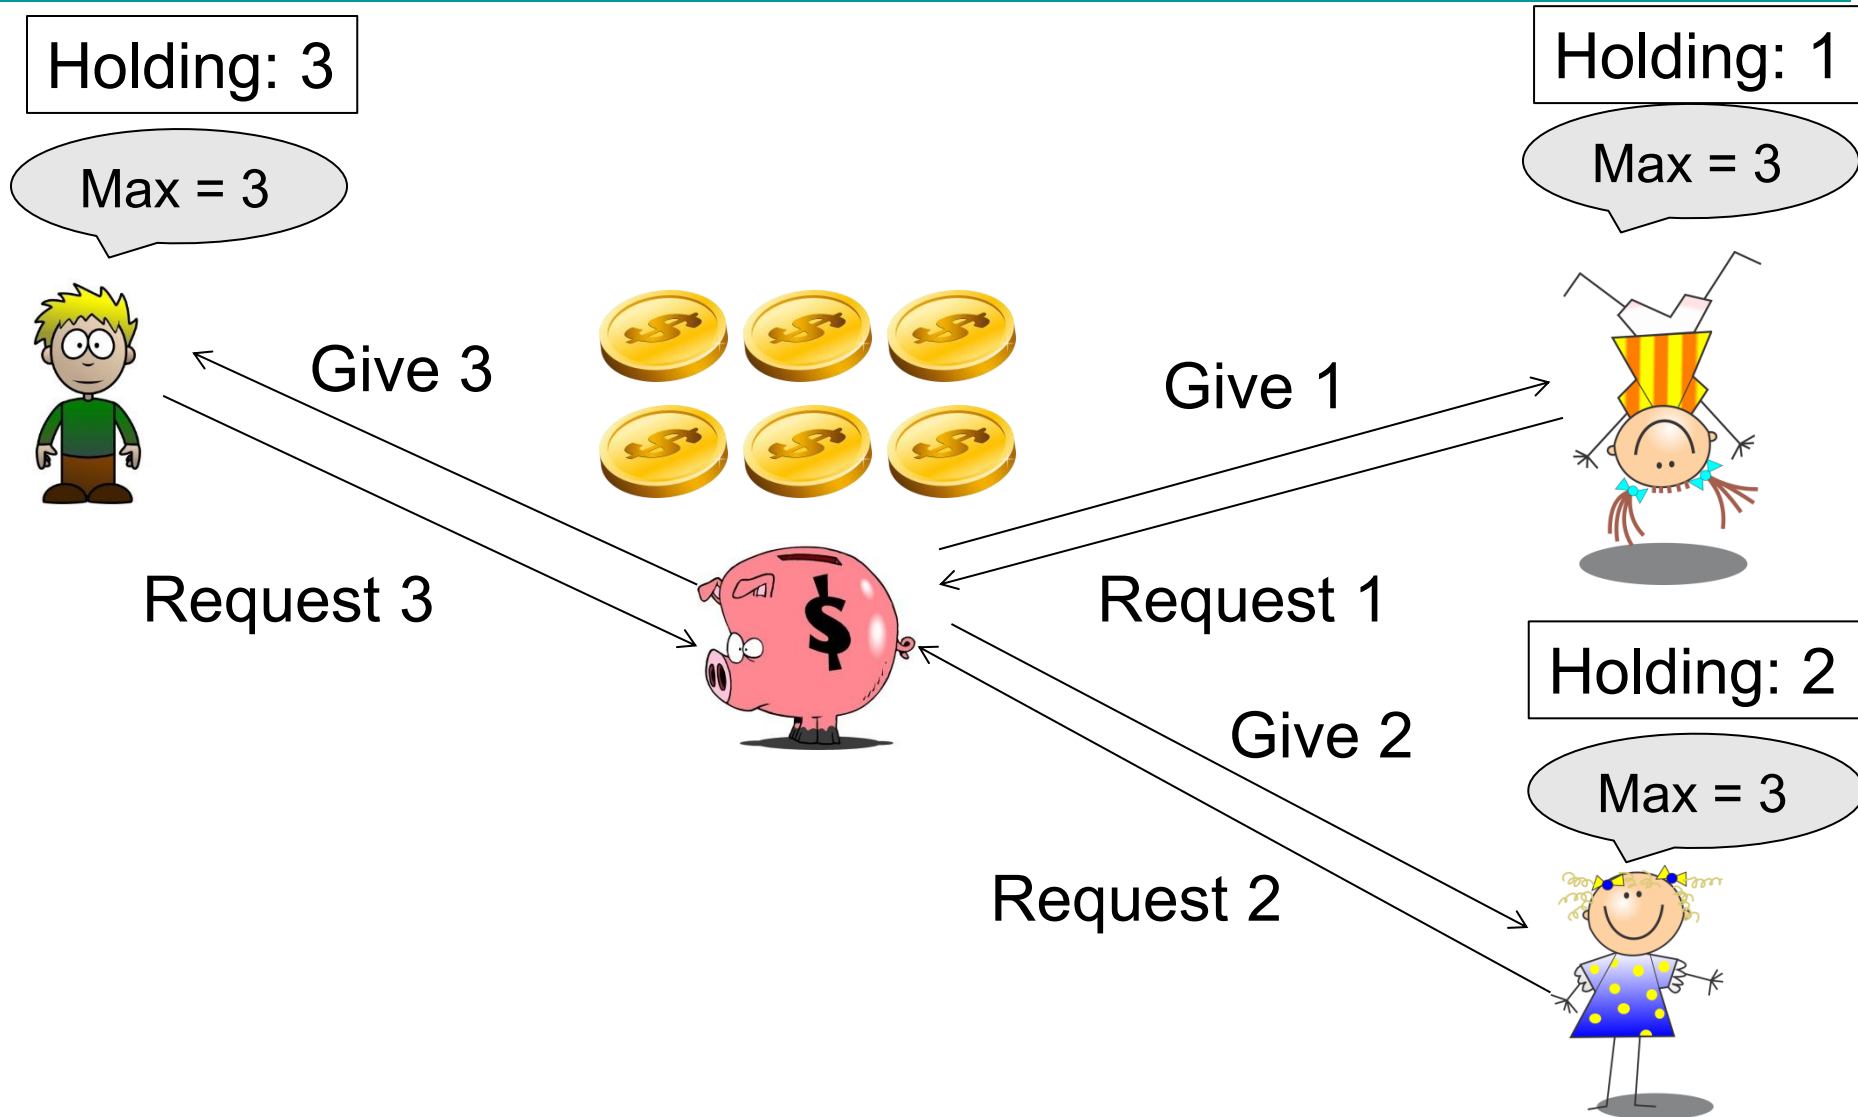 Holding: 3
Max = 3
Holding: 1
Max = 3
Give 3
Give 1
Request 3
Request 1
$
Holding: 2
Max = 3
Give 2
Request 2